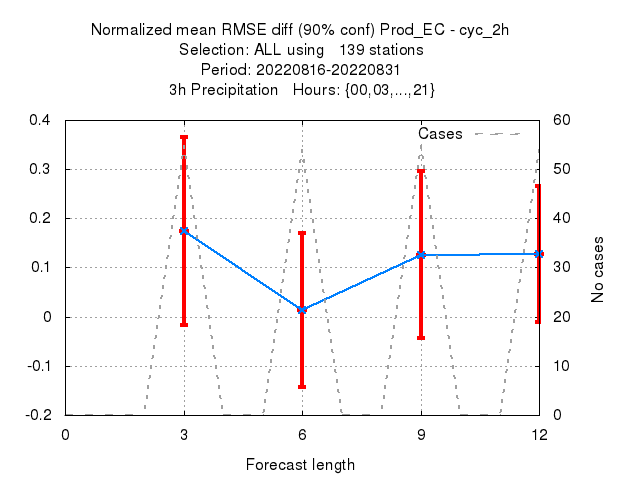 Normalized mean RMSE diff (90% conf) Prod_EC - cyc_2h
Selection: ALL using 139 stations
Period: 20220816-20220831
3h Precipitation Hours: {00,03,...,21}
Cases
0.4
0.3
0.2
0.1
0
-0.1
-0.2
60
50
40
30
20
10
0
No cases
0 3 6 9 12
Forecast length